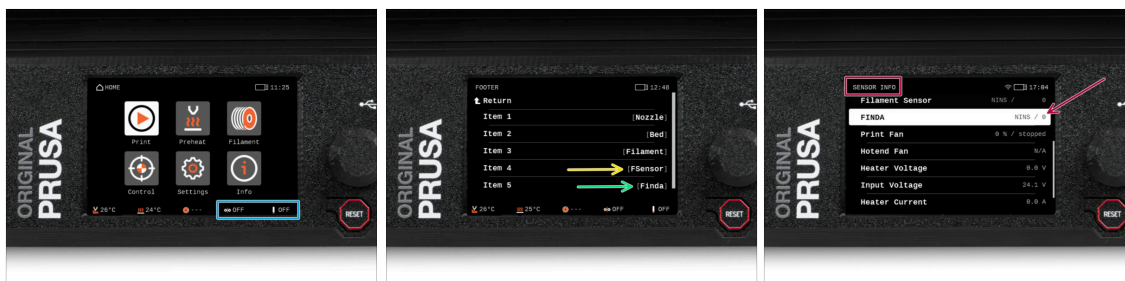 ORIGINAL
PRUSA
HOME
11:25
Print
Preheat
Filament
Control
Settings
Info
26°C
24°C
---
OFF
OFF
RESET
ORIGINAL
PRUSA
FOOTER
12:48
Return
Item 1 [Nozzle]
Item 2 [Bed]
Item 3 [Filament]
Item 4 [FSensor]
Item 5 [Finda]
26°C
25°C
---
OFF
OFF
RESET
ORIGINAL
PRUSA
SENSOR INFO
17:04
Filament Sensor NINS / 0
FINDA NINS / 0
Print Fan 0 % / stopped
Hotend Fan N/A
Heater Voltage 0.0 V
Input Voltage 24.1 V
Heater Current 0.0 A
RESET